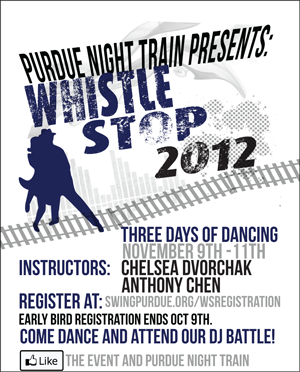 PURDUE NIGHT TRAIN PRESENTS:
WHISTLE
STOP
2012
THREE DAYS OF DANCING
NOVEMBER 9TH -11TH
INSTRUCTORS: CHELSEA DVORCHAK
ANTHONY CHEN
REGISTER AT: SWINGPURDUE.ORG/WSREGISTRATION
EARLY BIRD REGISTRATION ENDS OCT 9TH.
COME DANCE AND ATTEND OUR DJ BATTLE!
Like THE EVENT AND PURDUE NIGHT TRAIN